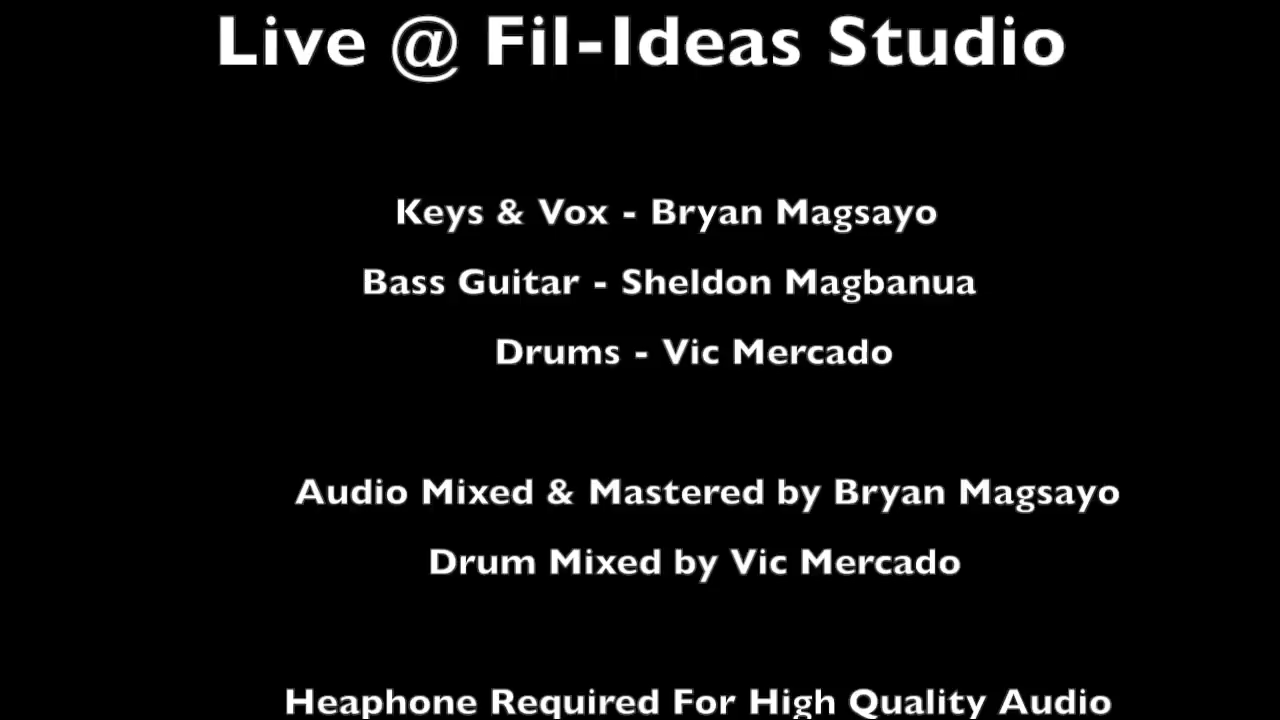 Live @ Fil-Ideas Studio
Keys & Vox - Bryan Magsayo
Bass Guitar - Sheldon Magbanua
Drums - Vic Mercado
Audio Mixed & Mastered by Bryan Magsayo
Drum Mixed by Vic Mercado
Heaphone Required For High Quality Audio